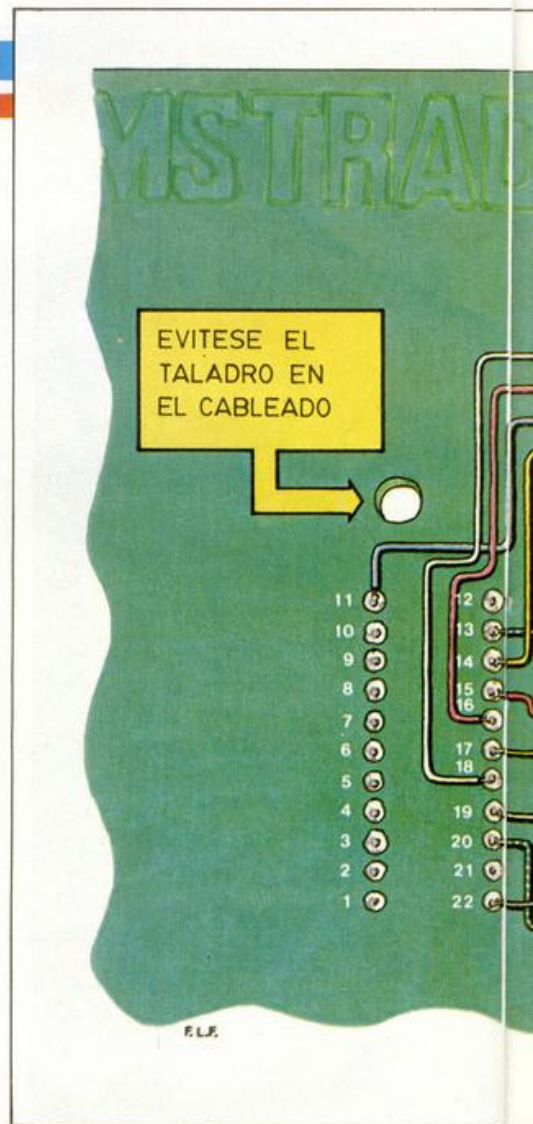 MSTRAD
EVITESE EL
TALADRO EN
EL CABLEADO
11 12
10 13
9 14
8 15
16
7
6 17
18
5
4 19
3 20
2 21
1 22
F.L.F.